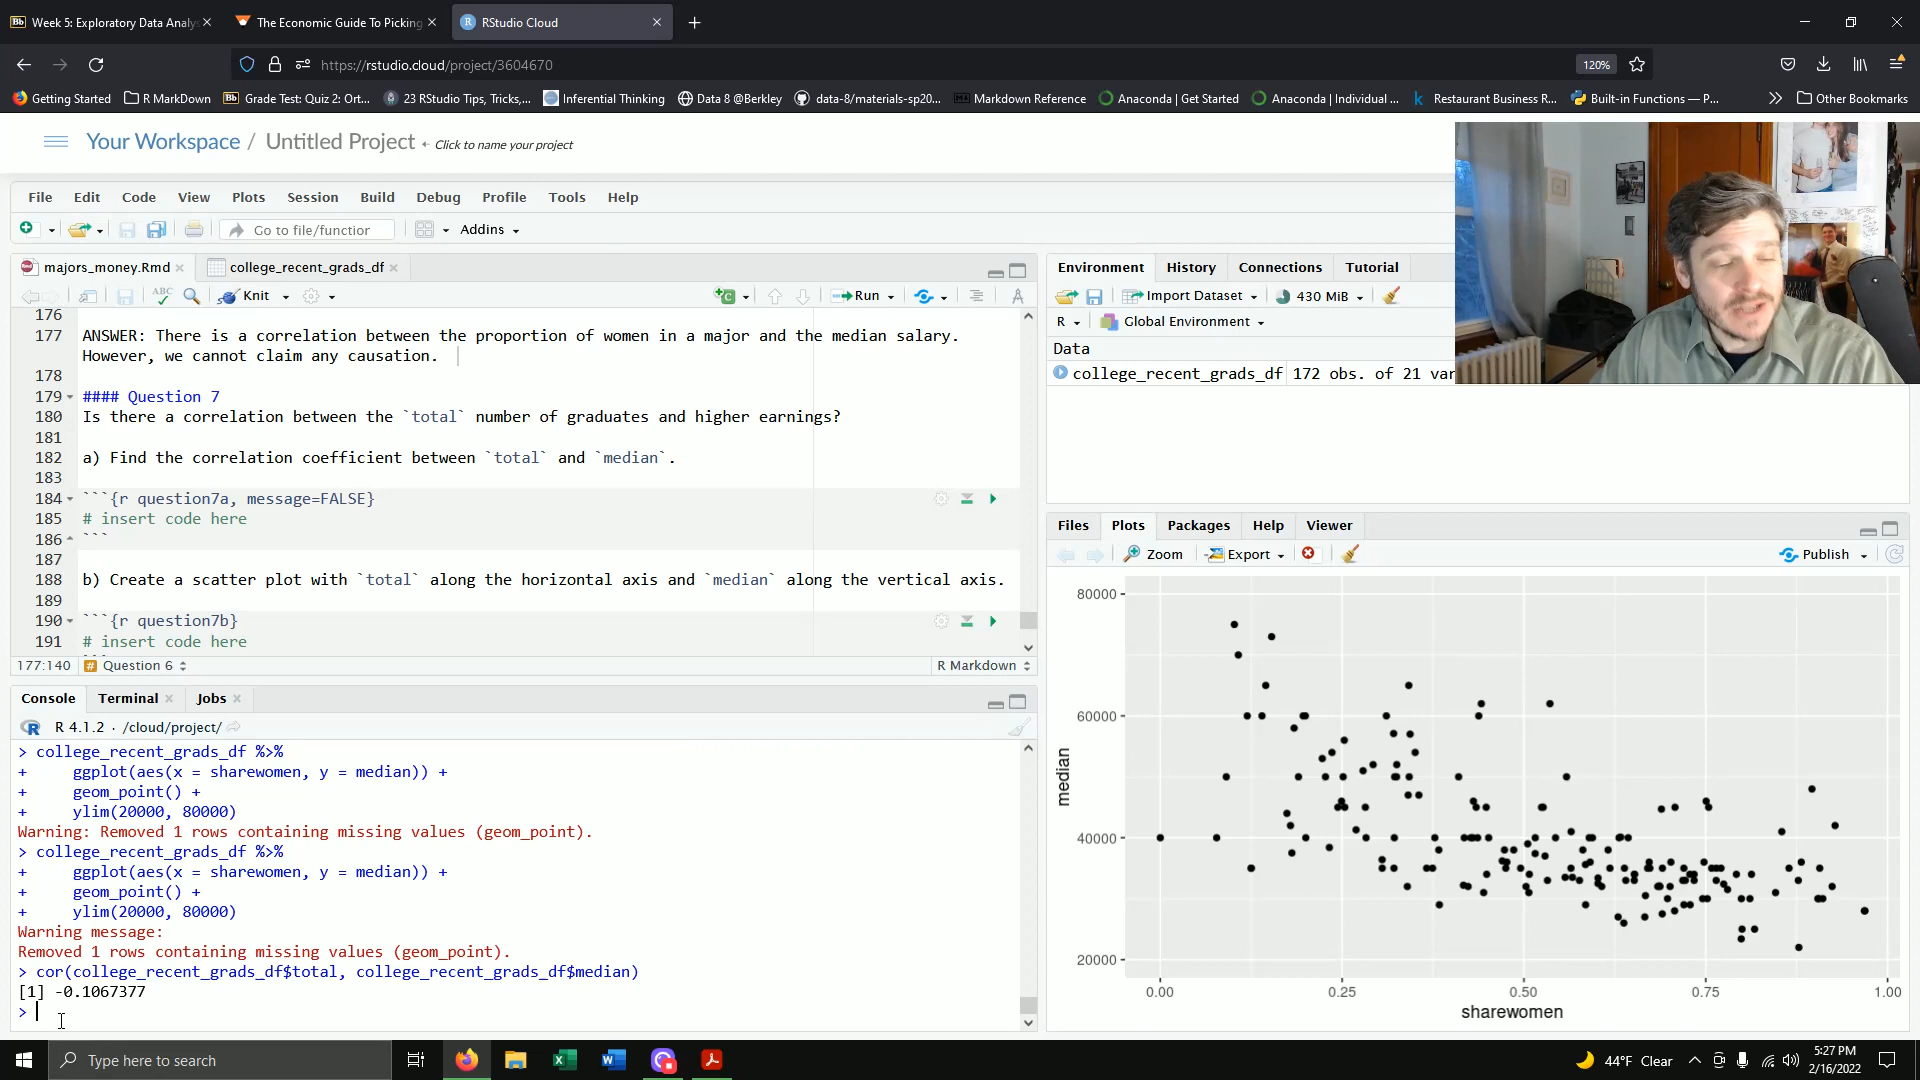 Week 5: Exploratory Data Analys
The Economic Guide To Picking
RStudio Cloud
https://rstudio.cloud/project/3604670
120%
Getting Started
R MarkDown
Grade Test: Quiz 2: Ort...
23 RStudio Tips, Tricks,...
Inferential Thinking
Data 8 @Berkley
data-8/materials-sp20...
Markdown Reference
Anaconda | Get Started
Anaconda | Individual ...
Restaurant Business R...
Built-in Functions — P...
Other Bookmarks
Your Workspace / Untitled Project
Click to name your project
File Edit Code View Plots Session Build Debug Profile Tools Help
Go to file/function
Addins
majors_money.Rmd
college_recent_grads_df
Knit
Run
176
177 ANSWER: There is a correlation between the proportion of women in a major and the median salary.
However, we cannot claim any causation.
178
179 #### Question 7
180 Is there a correlation between the `total` number of graduates and higher earnings?
181
182 a) Find the correlation coefficient between `total` and `median`.
183
184 ```{r question7a, message=FALSE}
185 # insert code here
186 ```
187
188 b) Create a scatter plot with `total` along the horizontal axis and `median` along the vertical axis.
189
190 ```{r question7b}
191 # insert code here
177:140 Question 6 R Markdown
Console Terminal Jobs
R 4.1.2 · /cloud/project/
> college_recent_grads_df %>%
+ ggplot(aes(x = sharewomen, y = median)) +
+ geom_point() +
+ ylim(20000, 80000)
Warning: Removed 1 rows containing missing values (geom_point).
> college_recent_grads_df %>%
+ ggplot(aes(x = sharewomen, y = median)) +
+ geom_point() +
+ ylim(20000, 80000)
Warning message:
Removed 1 rows containing missing values (geom_point).
> cor(college_recent_grads_df$total, college_recent_grads_df$median)
[1] -0.1067377
>
Environment History Connections Tutorial
Import Dataset 430 MiB
R Global Environment
Data
college_recent_grads_df 172 obs. of 21 var
Files Plots Packages Help Viewer
Zoom Export Publish
80000
60000
40000
20000
median
0.00 0.25 0.50 0.75 1.00
sharewomen
Type here to search
44°F Clear
5:27 PM
2/16/2022